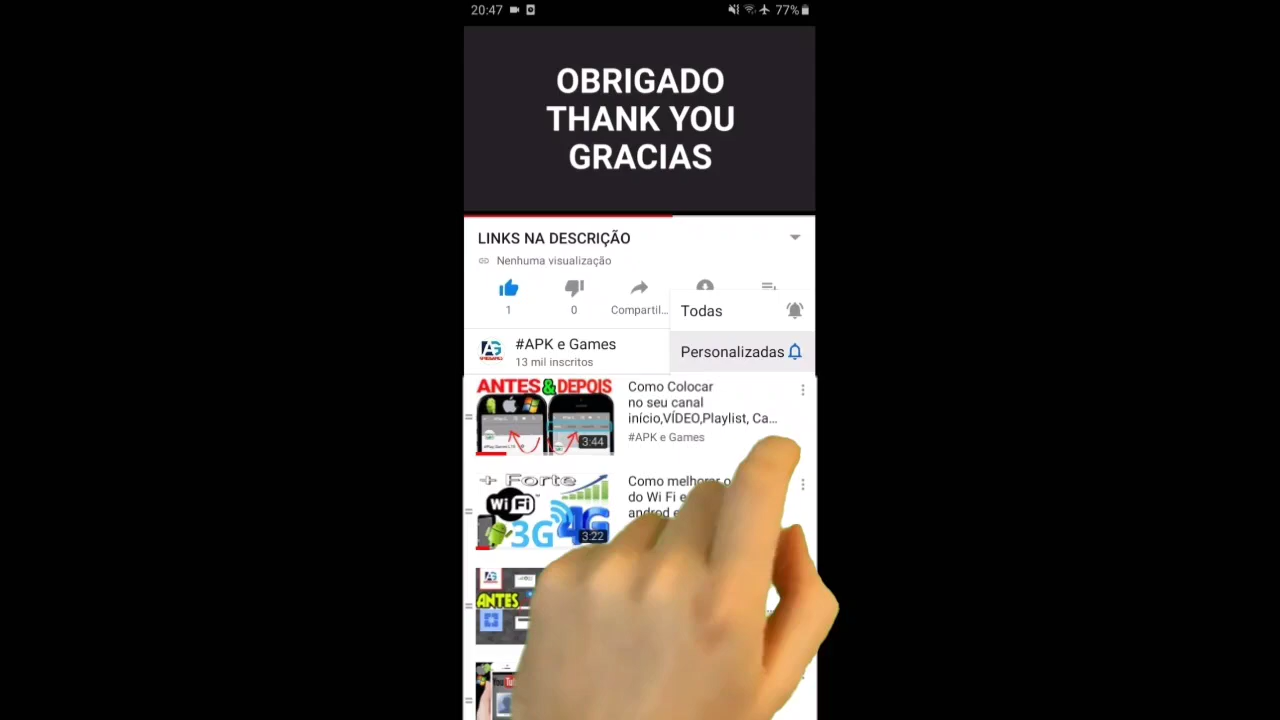 20:47
77%
OBRIGADO
THANK YOU
GRACIAS
LINKS NA DESCRIÇÃO
Nenhuma visualização
1
0
Compartil...
Todas
#APK e Games
13 mil inscritos
Personalizadas
ANTES & DEPOIS
3:44
Como Colocar
no seu canal
início,VÍDEO,Playlist, Ca...
#APK e Games
+ Forte
WiFi
3G
4G
3:22
Como melhorar o
do Wi Fi e
androd e
AG
ANTES